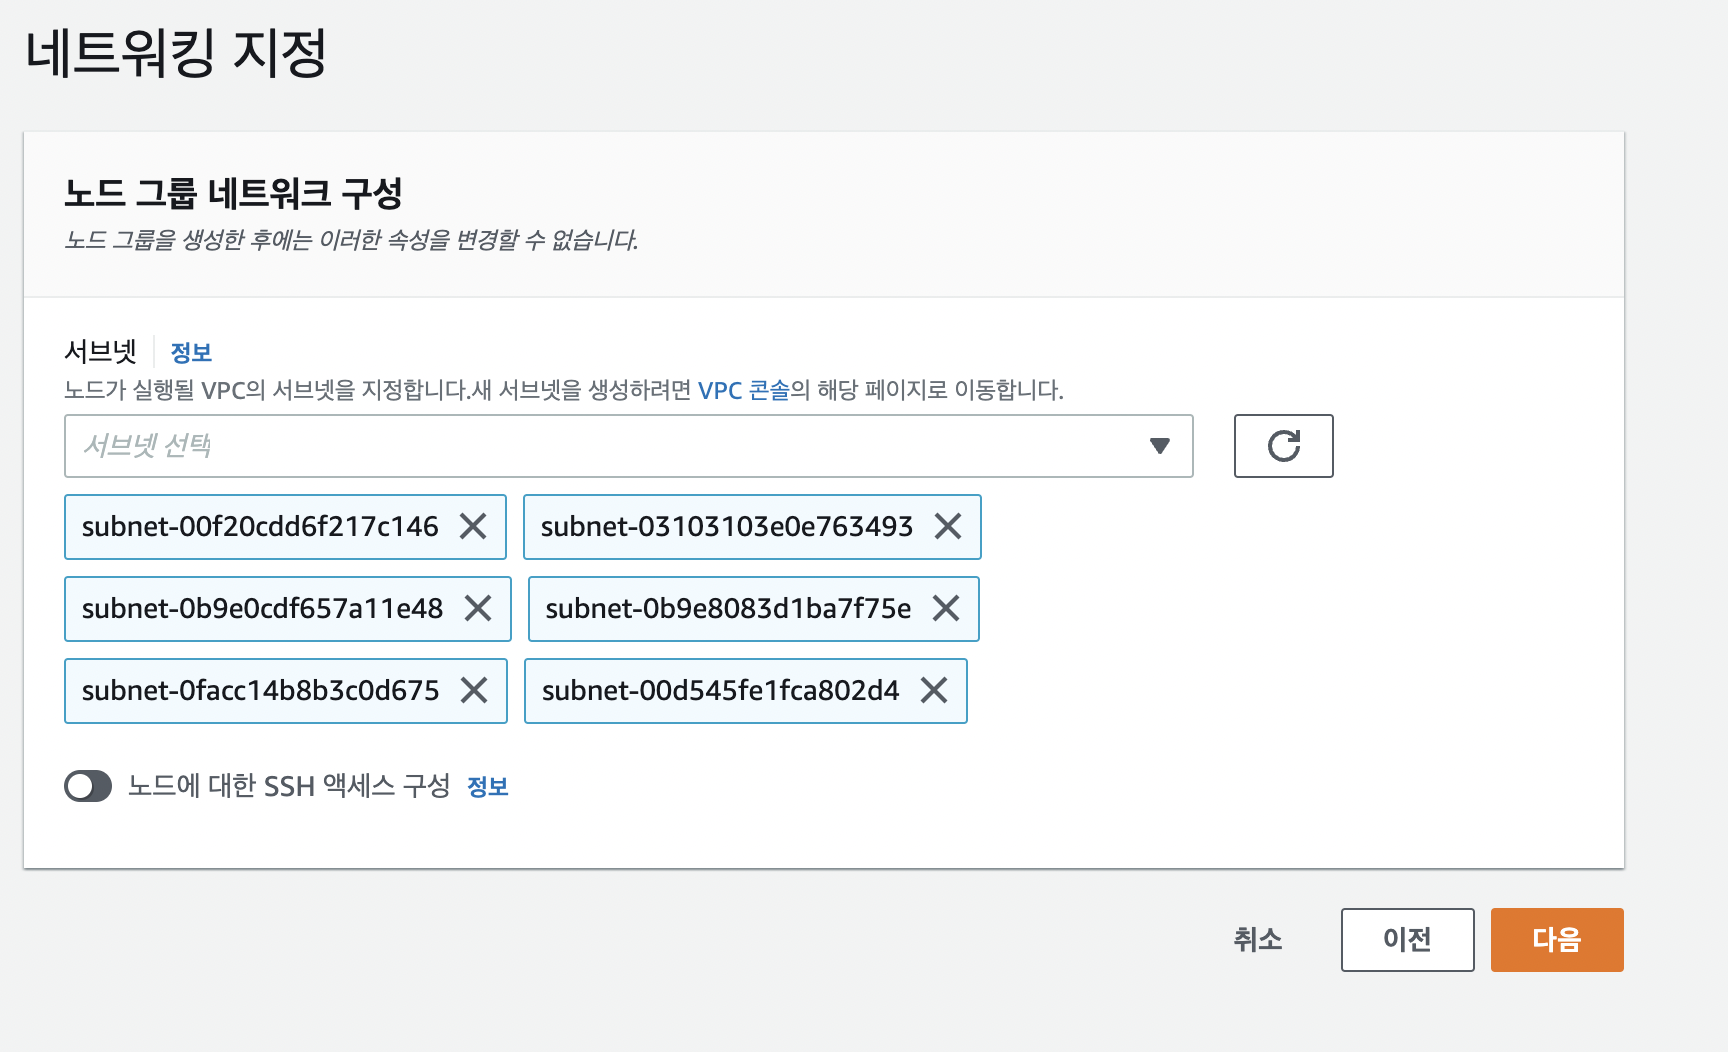 네트워킹 지정
노드 그룹 네트워크 구성
노드 그룹을 생성한 후에는 이러한 속성을 변경할 수 없습니다.
서브넷 정보
노드가 실행될 VPC의 서브넷을 지정합니다.새 서브넷을 생성하려면 VPC 콘솔의 해당 페이지로 이동합니다.
서브넷 선택
subnet-00f20cdd6f217c146 subnet-03103103e0e763493
subnet-0b9e0cdf657a11e48 subnet-0b9e8083d1ba7f75e
subnet-0facc14b8b3c0d675 subnet-00d545fe1fca802d4
노드에 대한 SSH 액세스 구성 정보
취소 이전 다음